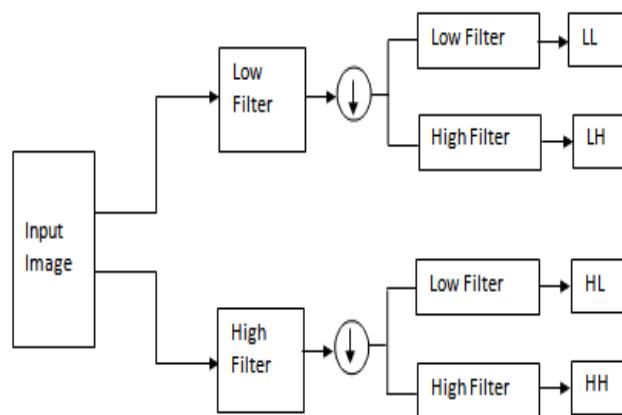 Input
Image
Low
Filter
Low Filter
LL
High Filter
LH
High
Filter
Low Filter
HL
High Filter
HH